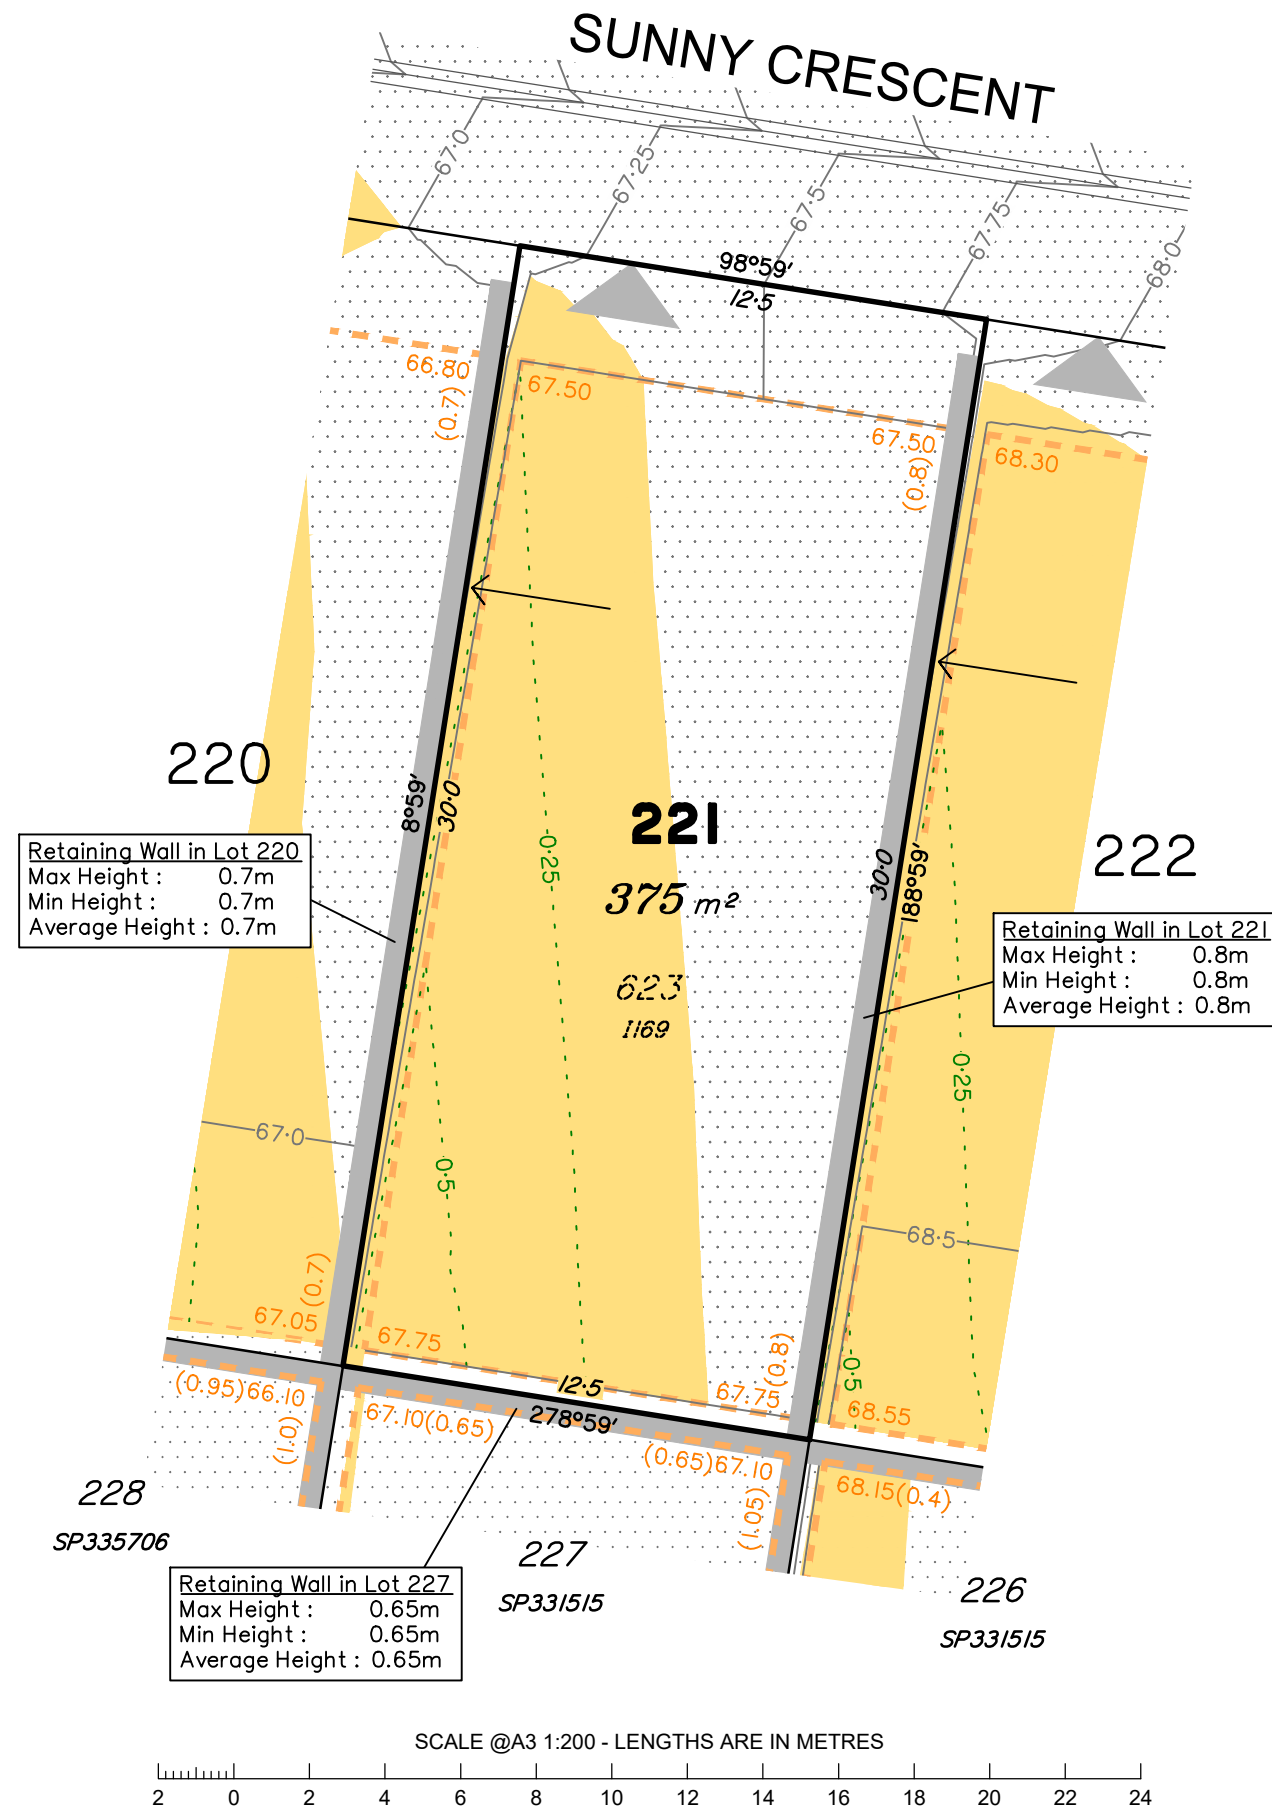 SUNNY CRESCENT
67·0
67·25
67·5
67·75
68·0
98°59'
12·5
66.80
(0.7)
67.50
67.50
(0.8)
68.30
220
8°59'
30·0
0·25
221
375 m²
623
1169
30·0
188°59'
222
Retaining Wall in Lot 220
Max Height : 0.7m
Min Height : 0.7m
Average Height : 0.7m
Retaining Wall in Lot 221
Max Height : 0.8m
Min Height : 0.8m
Average Height : 0.8m
0·25
67·0
0·5
68·5
(0.7)
67.05
67.75
12·5
67.75
(0.8)
0·5
68.55
(0.95)66.10
(1.0)
67.10(0.65)
278°59'
(0.65)67.10
(1.05)
68.15(0.4)
228
SP335706
227
SP331515
226
SP331515
Retaining Wall in Lot 227
Max Height : 0.65m
Min Height : 0.65m
Average Height : 0.65m
SCALE @A3 1:200 - LENGTHS ARE IN METRES
2 0 2 4 6 8 10 12 14 16 18 20 22 24